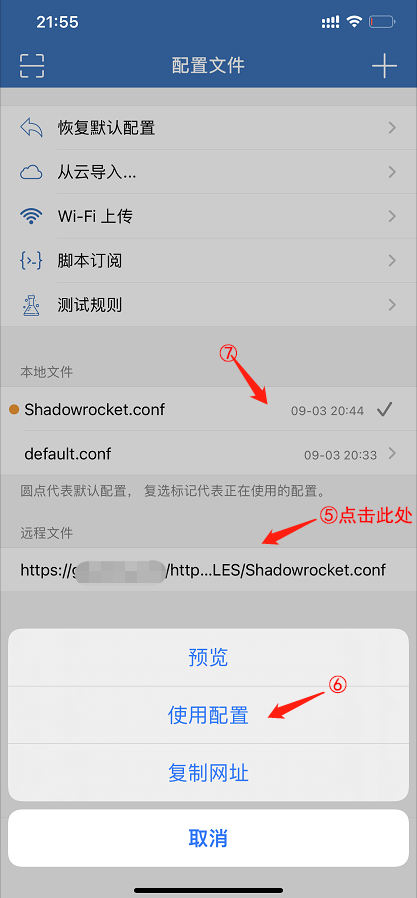 21:55
配置文件
恢复默认配置
从云导入...
Wi-Fi 上传
脚本订阅
测试规则
⑦
本地文件
Shadowrocket.conf 09-03 20:44
default.conf 09-03 20:33
圆点代表默认配置，复选标记代表正在使用的配置。
⑤点击此处
远程文件
https://g /http...LES/Shadowrocket.conf
预览
⑥
使用配置
复制网址
取消